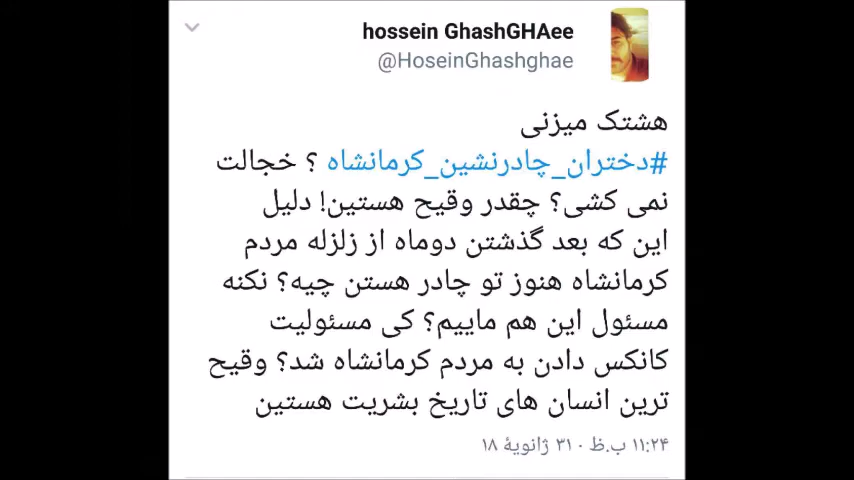 hossein GhashGHAee
@HoseinGhashghae
هشتک میزنی
#دختران_چادرنشین_کرمانشاه ؟ خجالت
نمی کشی؟ چقدر وقیح هستین! دلیل
این که بعد گذشتن دوماه از زلزله مردم
کرمانشاه هنوز تو چادر هستن چیه؟ نکنه
مسئول این هم ماییم؟ کی مسئولیت
کانکس دادن به مردم کرمانشاه شد؟ وقیح
ترین انسان های تاریخ بشریت هستین
۱۱:۲۴ ب.ظ · ۳۱ ژانویهٔ ۱۸